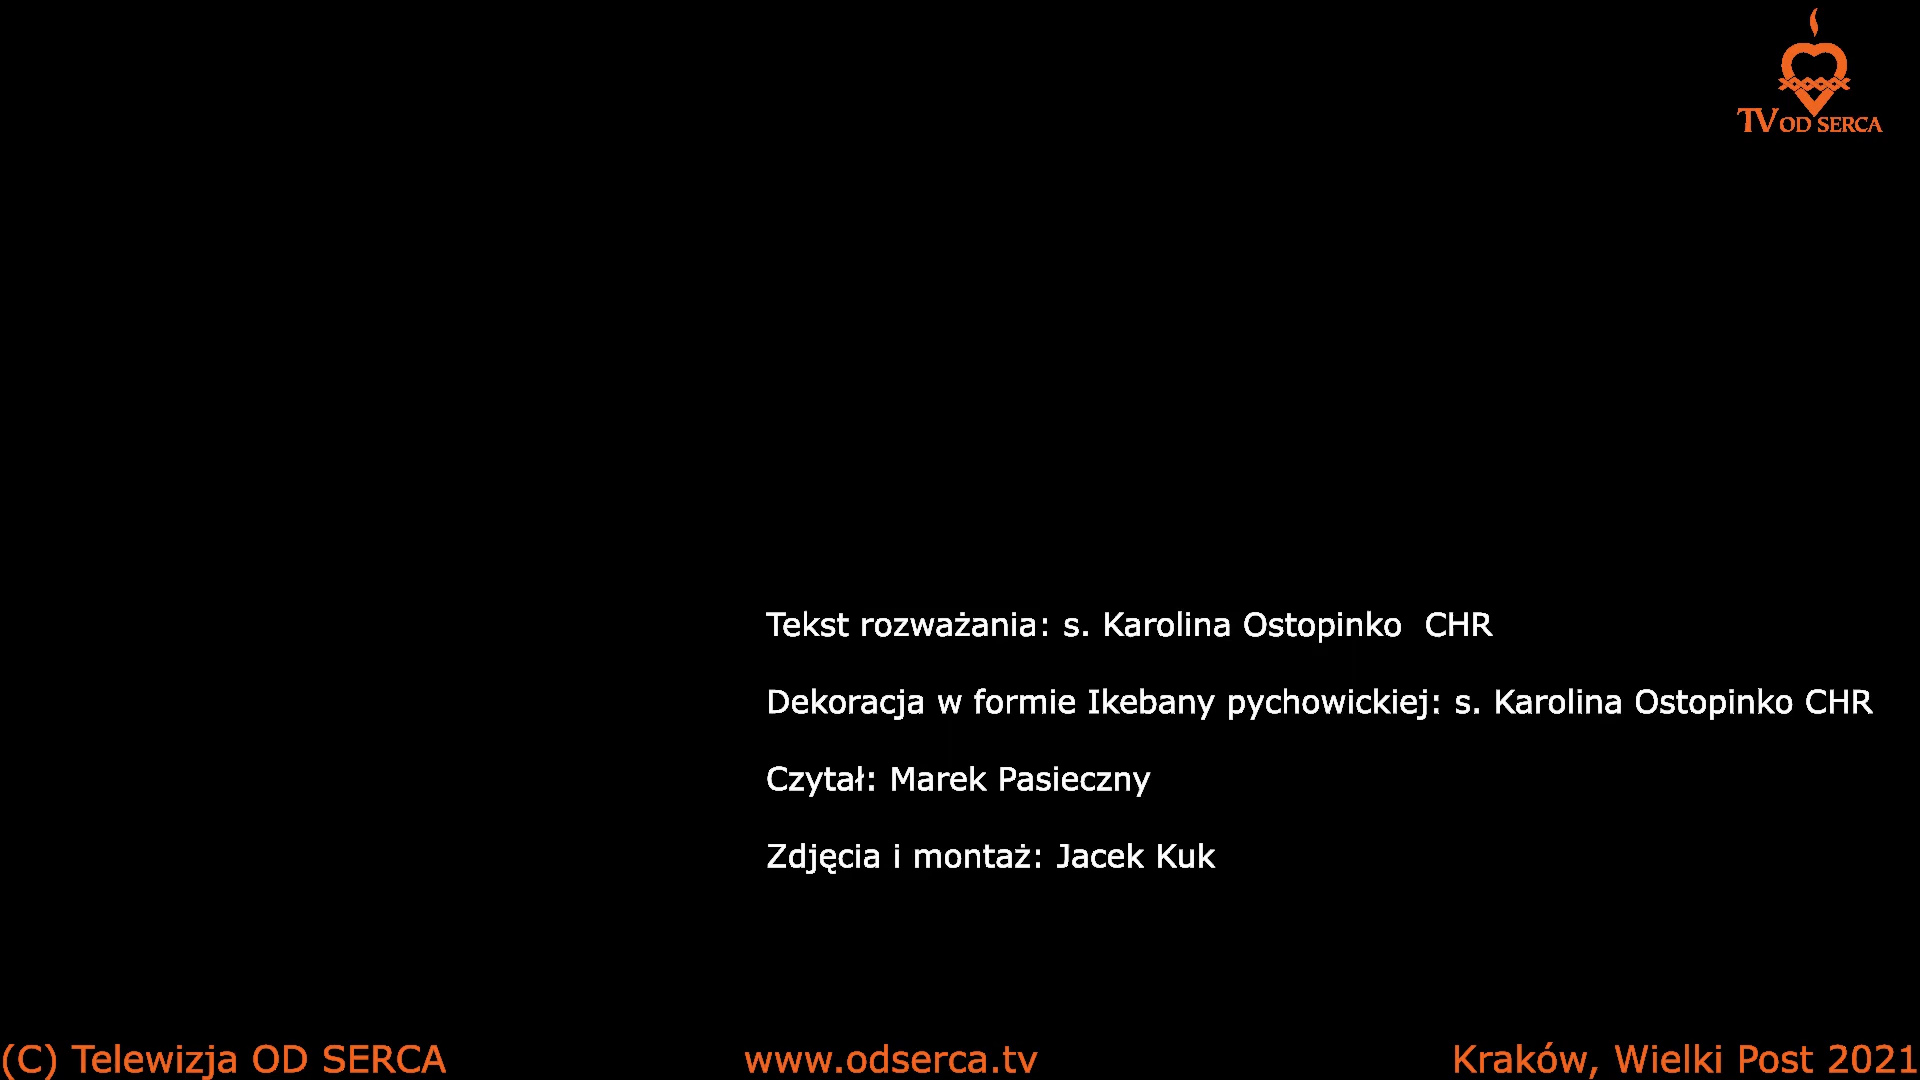 TV OD SERCA
Tekst rozważania: s. Karolina Ostopinko  CHR
Dekoracja w formie Ikebany pychowickiej: s. Karolina Ostopinko CHR
Czytał: Marek Pasieczny
Zdjęcia i montaż: Jacek Kuk
(C) Telewizja OD SERCA
www.odserca.tv
Kraków, Wielki Post 2021